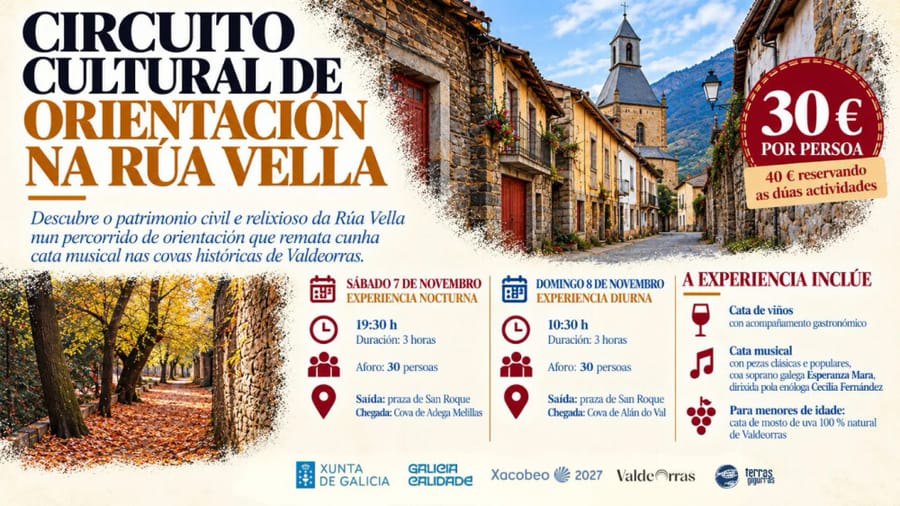 CIRCUITO
CULTURAL DE
ORIENTACIÓN
NA RÚA VELLA
Descubre o patrimonio civil e relixioso da Rúa Vella
nun percorrido de orientación que remata cunha
cata musical nas covas históricas de Valdeorras.
30 €
POR PERSOA
40 € reservando
as dúas actividades
SÁBADO 7 DE NOVEMBRO
EXPERIENCIA NOCTURNA
19:30 h
Duración: 3 horas
Aforo: 30 persoas
Saída: praza de San Roque
Chegada: Cova de Adega Melillas
DOMINGO 8 DE NOVEMBRO
EXPERIENCIA DIURNA
10:30 h
Duración: 3 horas
Aforo: 30 persoas
Saída: praza de San Roque
Chegada: Cova de Alán do Val
A EXPERIENCIA INCLÚE
Cata de viños
con acompañamento gastronómico
Cata musical
con pezas clásicas e populares,
coa soprano galega Esperanza Mara,
dirixida pola enóloga Cecilia Fernández
Para menores de idade:
cata de mosto de uva 100 % natural
de Valdeorras
XUNTA
DE GALICIA
GALICIA
CALIDADE
Xacobeo 2027
Valdeorras
terras
gigurras